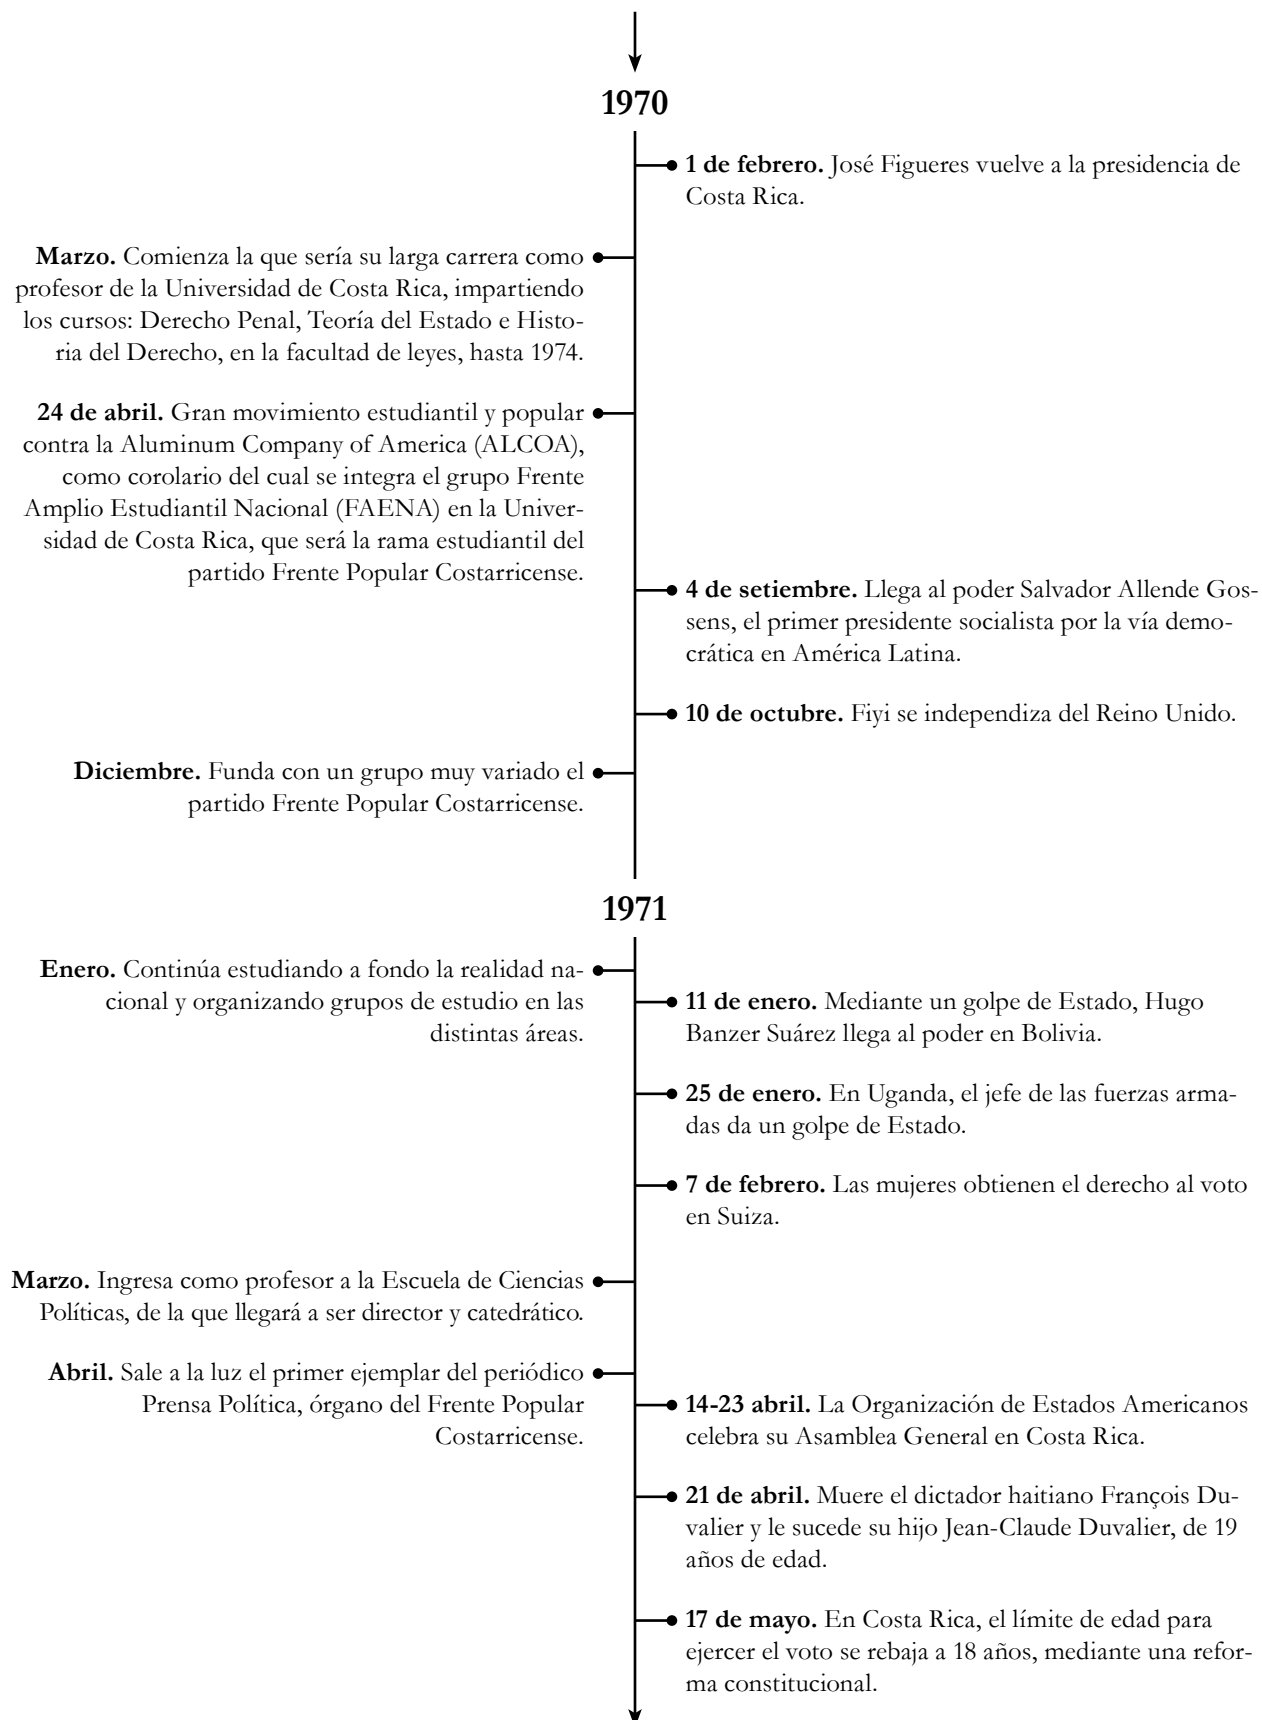 1970
1 de febrero. José Figueres vuelve a la presidencia de
Costa Rica.
Marzo. Comienza la que sería su larga carrera como
profesor de la Universidad de Costa Rica, impartiendo
los cursos: Derecho Penal, Teoría del Estado e Histo-
ria del Derecho, en la facultad de leyes, hasta 1974.
24 de abril. Gran movimiento estudiantil y popular
contra la Aluminum Company of America (ALCOA),
como corolario del cual se integra el grupo Frente
Amplio Estudiantil Nacional (FAENA) en la Univer-
sidad de Costa Rica, que será la rama estudiantil del
partido Frente Popular Costarricense.
4 de setiembre. Llega al poder Salvador Allende Gos-
sens, el primer presidente socialista por la vía demo-
crática en América Latina.
10 de octubre. Fiyi se independiza del Reino Unido.
Diciembre. Funda con un grupo muy variado el
partido Frente Popular Costarricense.
1971
Enero. Continúa estudiando a fondo la realidad na-
cional y organizando grupos de estudio en las
distintas áreas.
11 de enero. Mediante un golpe de Estado, Hugo
Banzer Suárez llega al poder en Bolivia.
25 de enero. En Uganda, el jefe de las fuerzas arma-
das da un golpe de Estado.
7 de febrero. Las mujeres obtienen el derecho al voto
en Suiza.
Marzo. Ingresa como profesor a la Escuela de Ciencias
Políticas, de la que llegará a ser director y catedrático.
Abril. Sale a la luz el primer ejemplar del periódico
Prensa Política, órgano del Frente Popular
Costarricense.
14-23 abril. La Organización de Estados Americanos
celebra su Asamblea General en Costa Rica.
21 de abril. Muere el dictador haitiano François Du-
valier y le sucede su hijo Jean-Claude Duvalier, de 19
años de edad.
17 de mayo. En Costa Rica, el límite de edad para
ejercer el voto se rebaja a 18 años, mediante una refor-
ma constitucional.